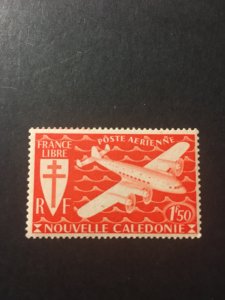 FRANCE
LIBRE
POSTE AERIENNE
RF
1f50
NOUVELLE CALEDONIE